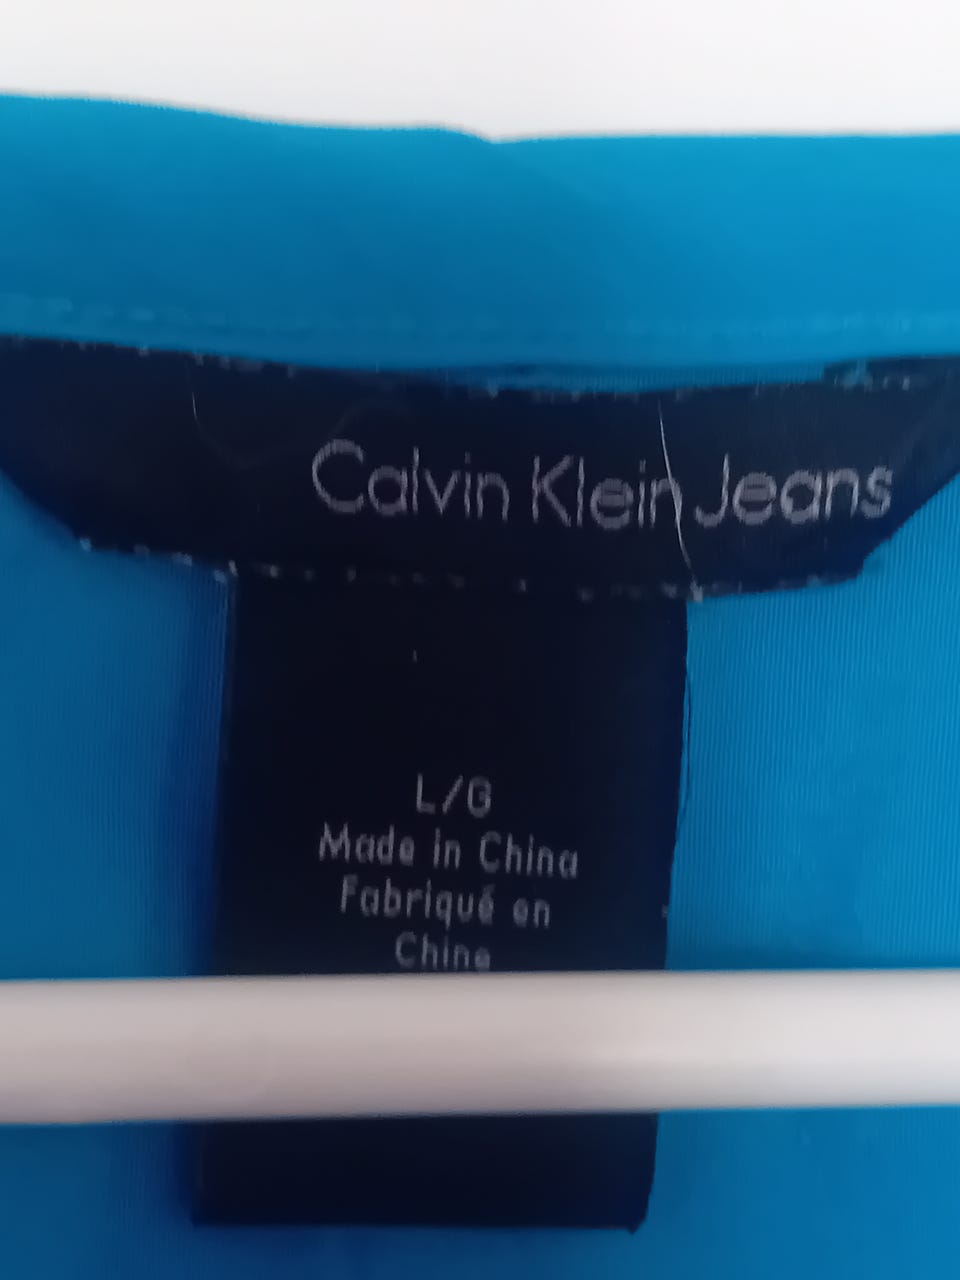 Calvin Klein Jeans
L/G
Made in China
Fabriqué en
Chine